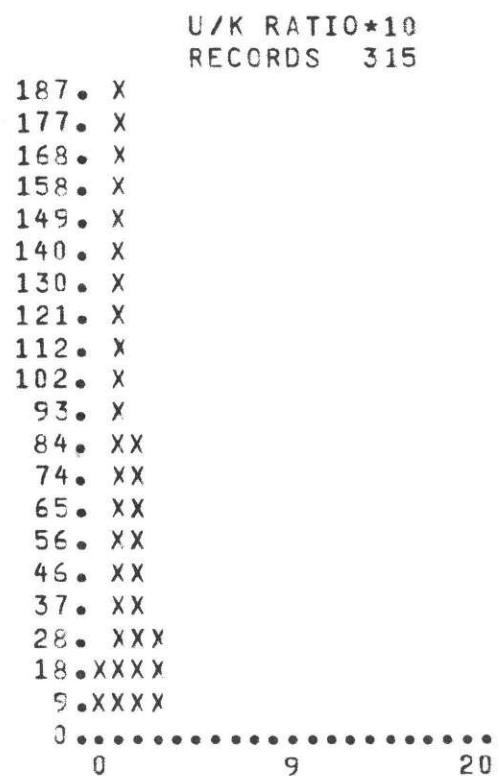 U/K RATIO*10
RECORDS 315
187. X
177. X
168. X
158. X
149. X
140. X
130. X
121. X
112. X
102. X
93. X
84. XX
74. XX
65. XX
56. XX
46. XX
37. XX
28. XXX
18.XXXX
9.XXXX
0......................
0 9 20